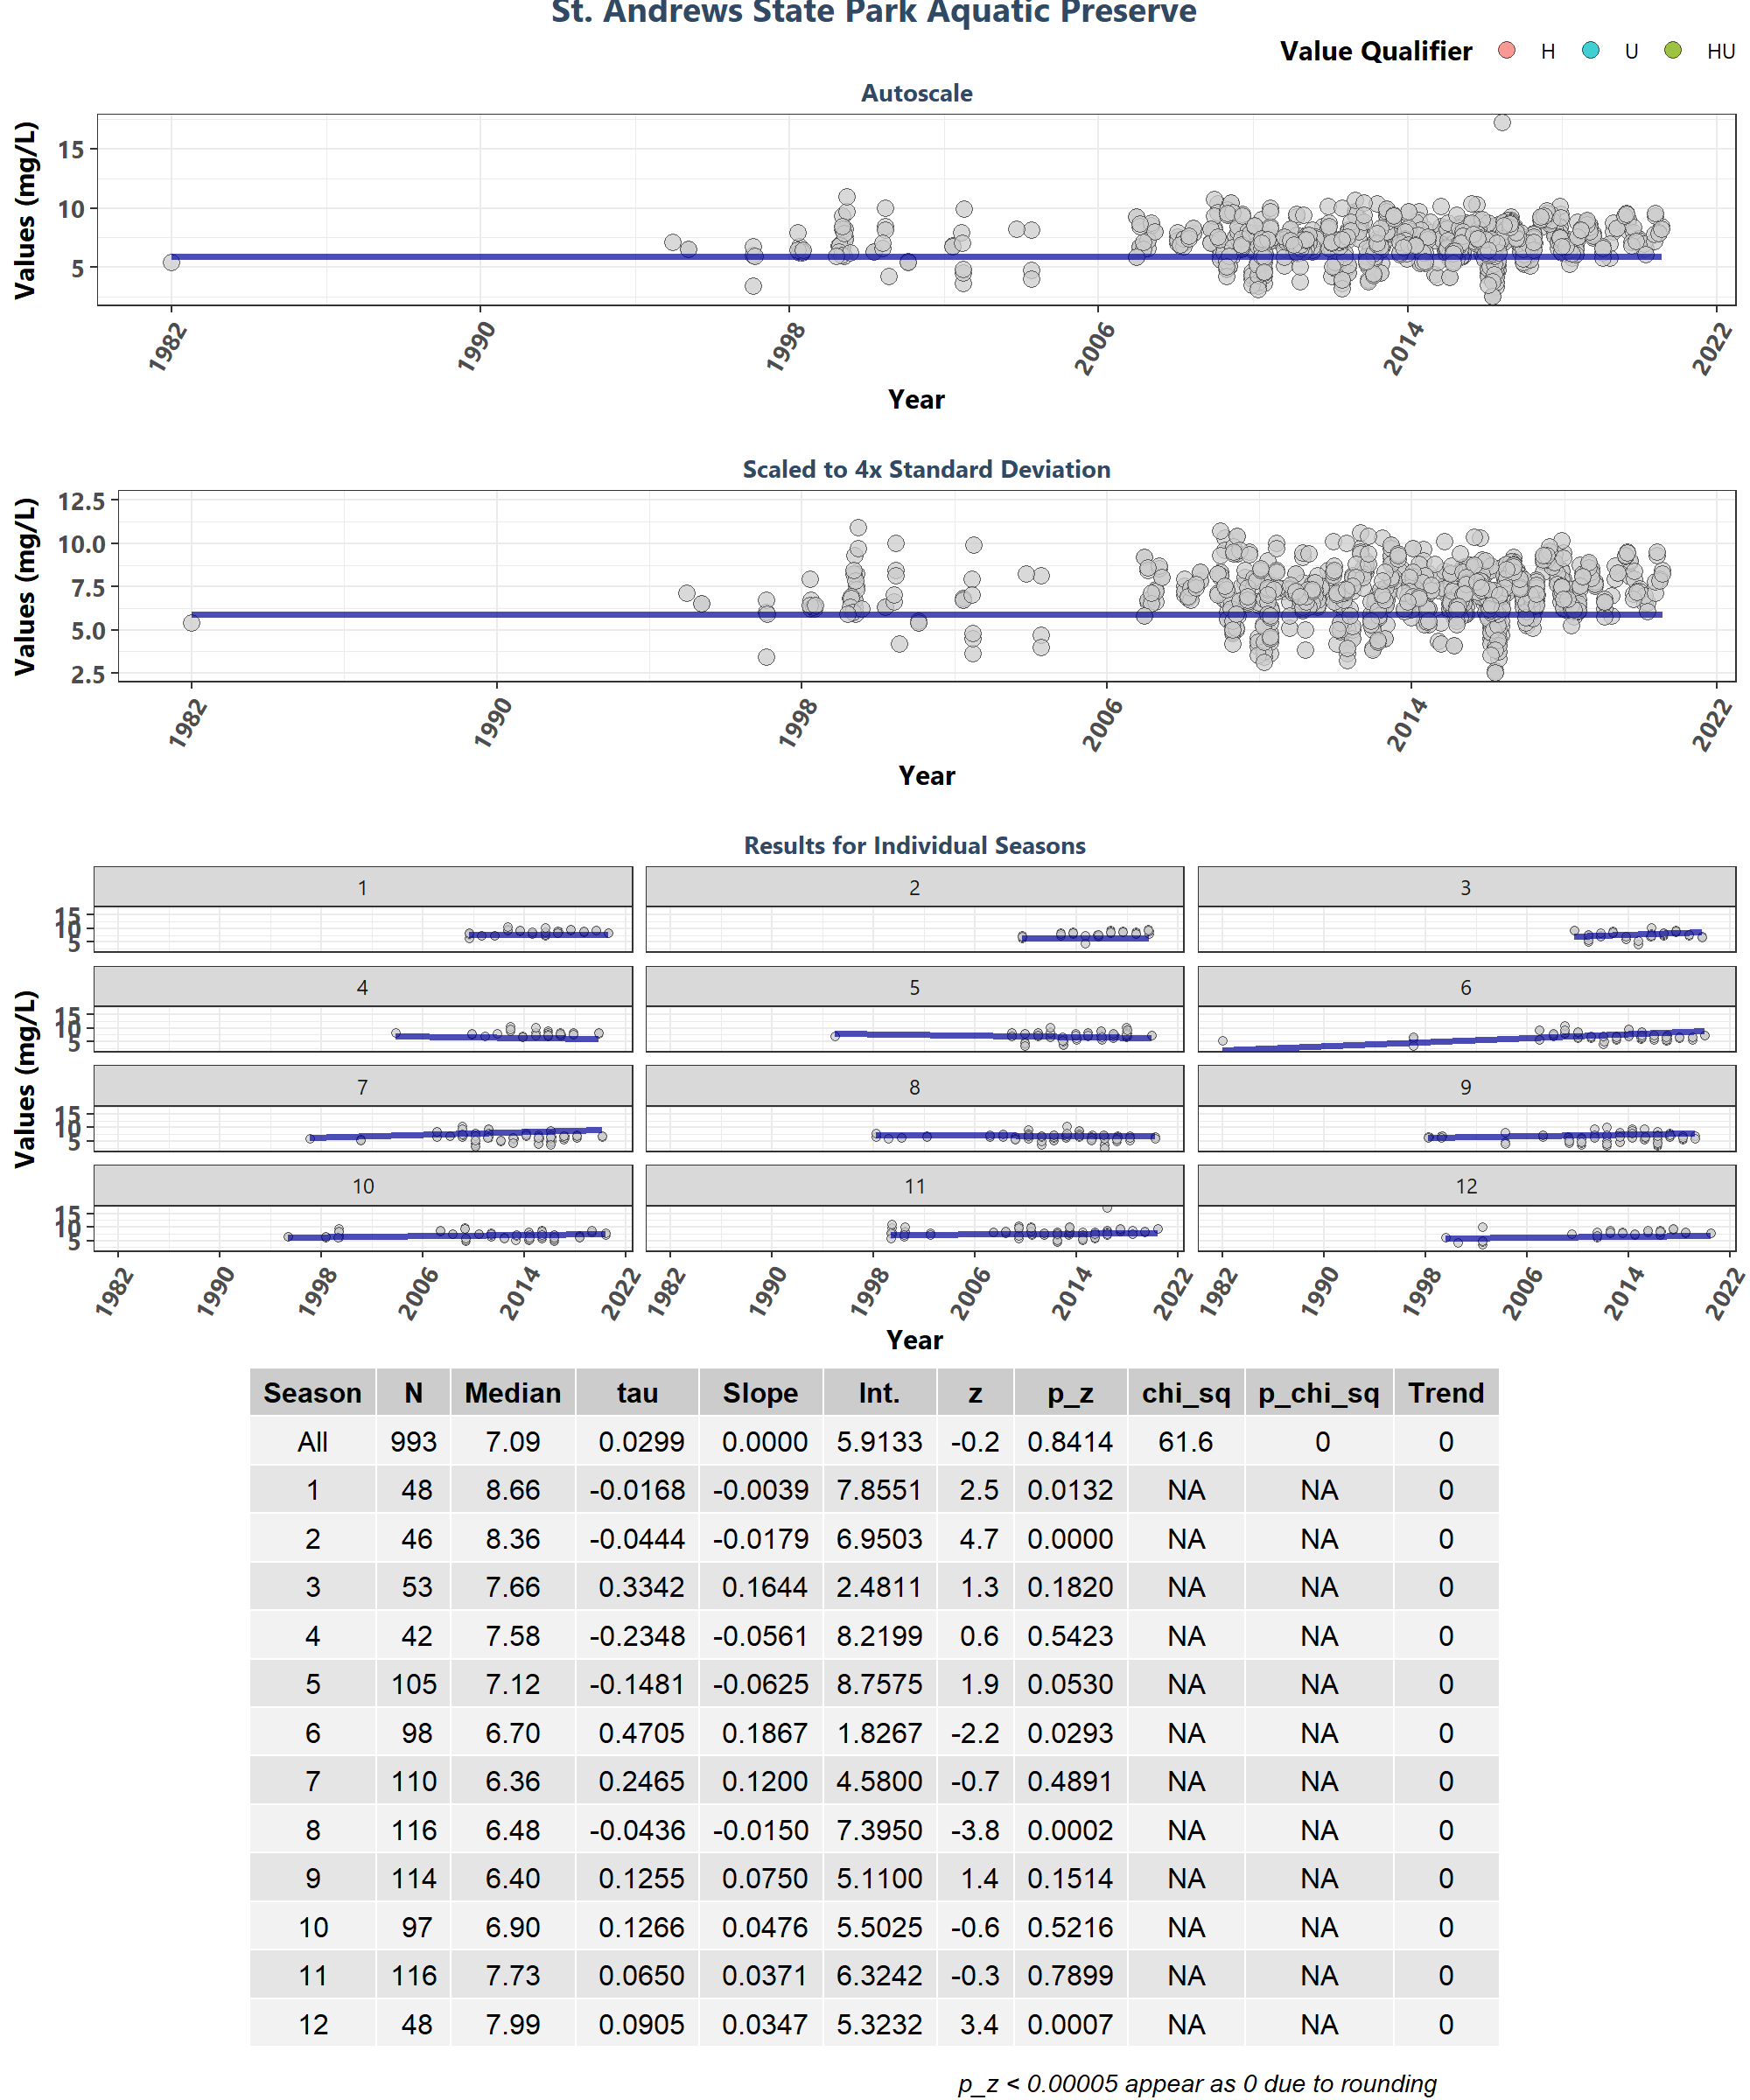 St. Andrews State Park Aquatic Preserve
Value Qualifier H U HU
Autoscale
Values (mg/L)
15
10
5
1982 1990 1998 2006 2014 2022
Year
Scaled to 4x Standard Deviation
Values (mg/L)
12.5
10.0
7.5
5.0
2.5
1982 1990 1998 2006 2014 2022
Year
Results for Individual Seasons
Values (mg/L)
1 2 3
15
10
5
4 5 6
15
10
5
7 8 9
15
10
5
10 11 12
15
10
5
1982 1990 1998 2006 2014 2022 1982 1990 1998 2006 2014 2022 1982 1990 1998 2006 2014 2022
Year
Season N Median tau Slope Int. z p_z chi_sq p_chi_sq Trend
All 993 7.09 0.0299 0.0000 5.9133 -0.2 0.8414 61.6 0 0
1 48 8.66 -0.0168 -0.0039 7.8551 2.5 0.0132 NA NA 0
2 46 8.36 -0.0444 -0.0179 6.9503 4.7 0.0000 NA NA 0
3 53 7.66 0.3342 0.1644 2.4811 1.3 0.1820 NA NA 0
4 42 7.58 -0.2348 -0.0561 8.2199 0.6 0.5423 NA NA 0
5 105 7.12 -0.1481 -0.0625 8.7575 1.9 0.0530 NA NA 0
6 98 6.70 0.4705 0.1867 1.8267 -2.2 0.0293 NA NA 0
7 110 6.36 0.2465 0.1200 4.5800 -0.7 0.4891 NA NA 0
8 116 6.48 -0.0436 -0.0150 7.3950 -3.8 0.0002 NA NA 0
9 114 6.40 0.1255 0.0750 5.1100 1.4 0.1514 NA NA 0
10 97 6.90 0.1266 0.0476 5.5025 -0.6 0.5216 NA NA 0
11 116 7.73 0.0650 0.0371 6.3242 -0.3 0.7899 NA NA 0
12 48 7.99 0.0905 0.0347 5.3232 3.4 0.0007 NA NA 0
p_z < 0.00005 appear as 0 due to rounding